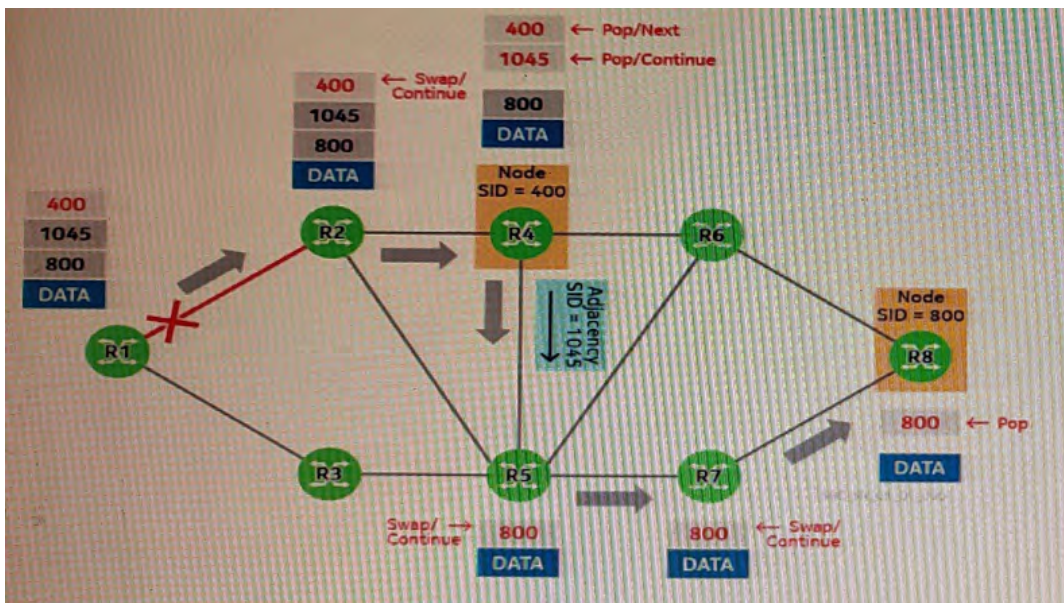 400 ← Pop/Next
1045 ← Pop/Continue
400 ← Swap/
Continue
1045
800
DATA
800
DATA
Node
SID = 400
400
1045
800
DATA
R1
R2
R4
R6
Adjacency
SID = 1045
Node
SID = 800
R8
R3
R5
R7
800 ← Pop
DATA
Swap/ →
Continue
800
DATA
800
DATA
← Swap/
Continue